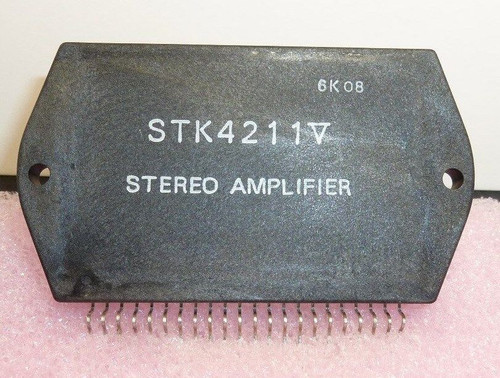 6K08
STK4211V
STEREO AMPLIFIER